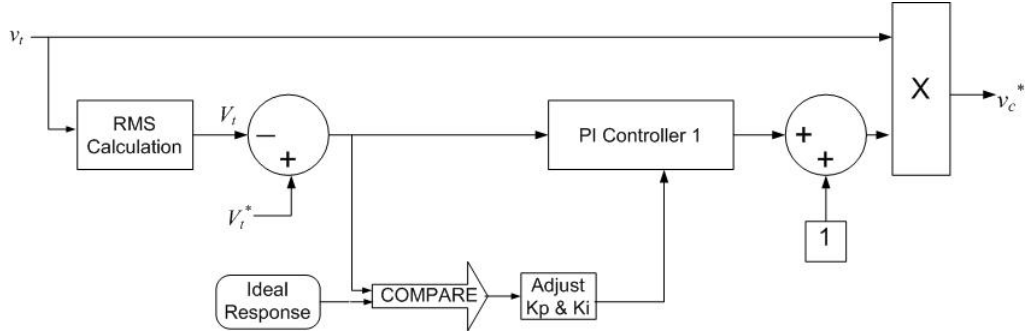 v_t
RMS
Calculation
V_t
−
+
V_t*
PI Controller 1
+
+
1
X
v_c*
Ideal
Response
COMPARE
Adjust
Kp & Ki